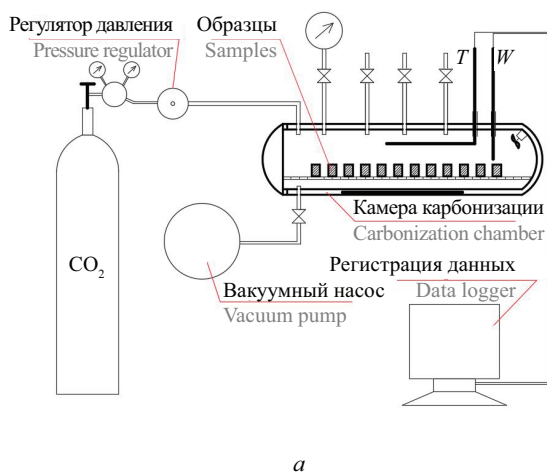 Регулятор давления
Pressure regulator
Образцы
Samples
T
W
Камера карбонизации
Carbonization chamber
CO2
Вакуумный насос
Vacuum pump
Регистрация данных
Data logger
a